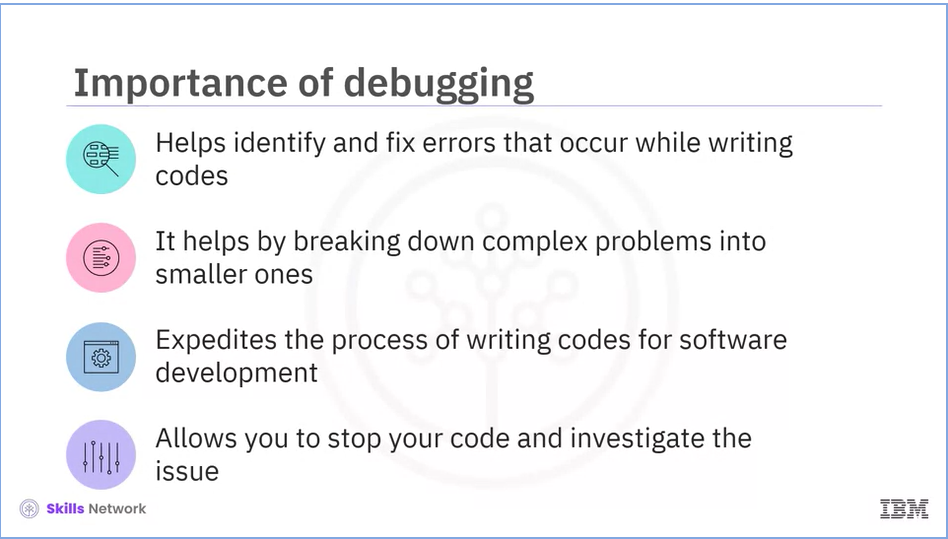 Importance of debugging
Helps identify and fix errors that occur while writing
codes
It helps by breaking down complex problems into
smaller ones
Expedites the process of writing codes for software
development
Allows you to stop your code and investigate the
issue
Skills Network
IBM